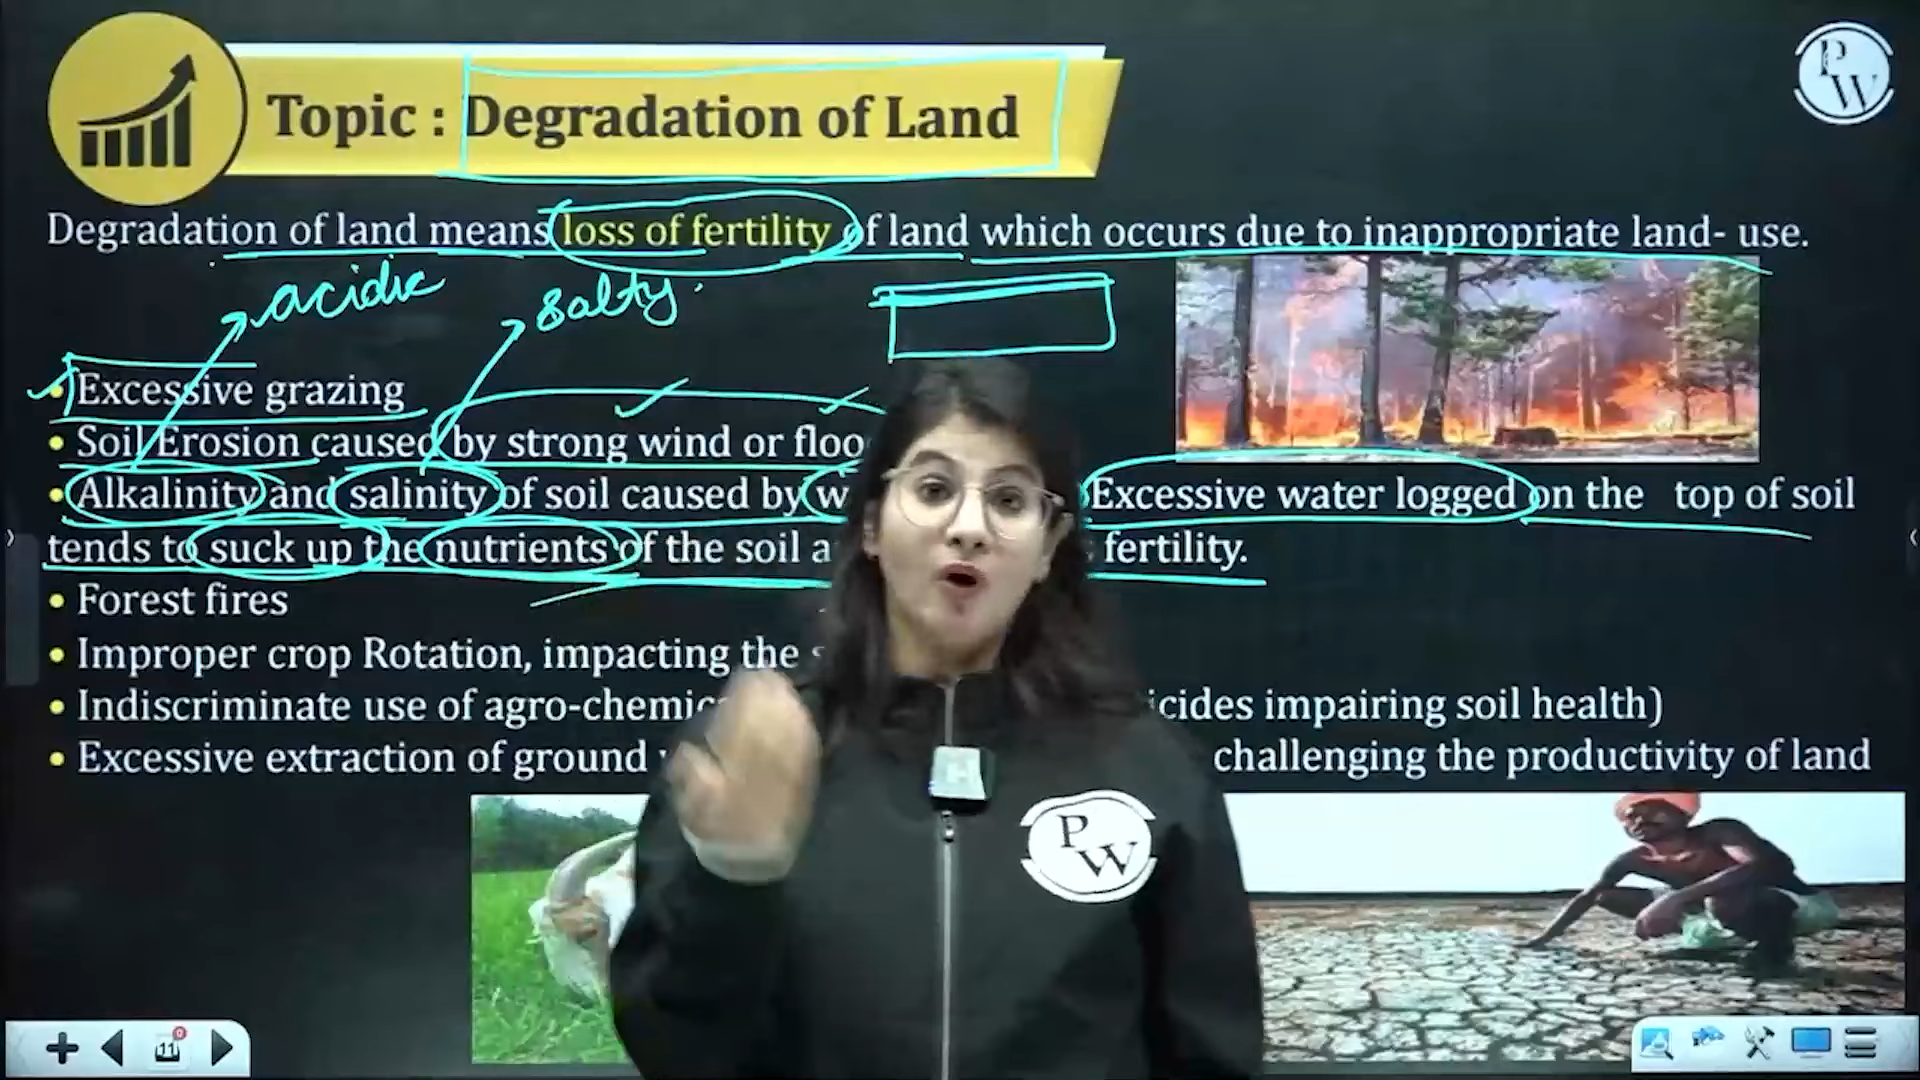 Topic : Degradation of Land
P
W
Degradation of land means loss of fertility of land which occurs due to inappropriate land- use.
acidic
salty.
• Excessive grazing
• Soil Erosion caused by strong wind or
• Alkalinity and salinity of soil caused by Excessive water logged on the top of soil
tends to suck up the nutrients of the soil fertility.
• Forest fires
• Improper crop Rotation, impacting the
• Indiscriminate use of impairing soil health)
• Excessive extraction of ground challenging the productivity of land
P
W
11